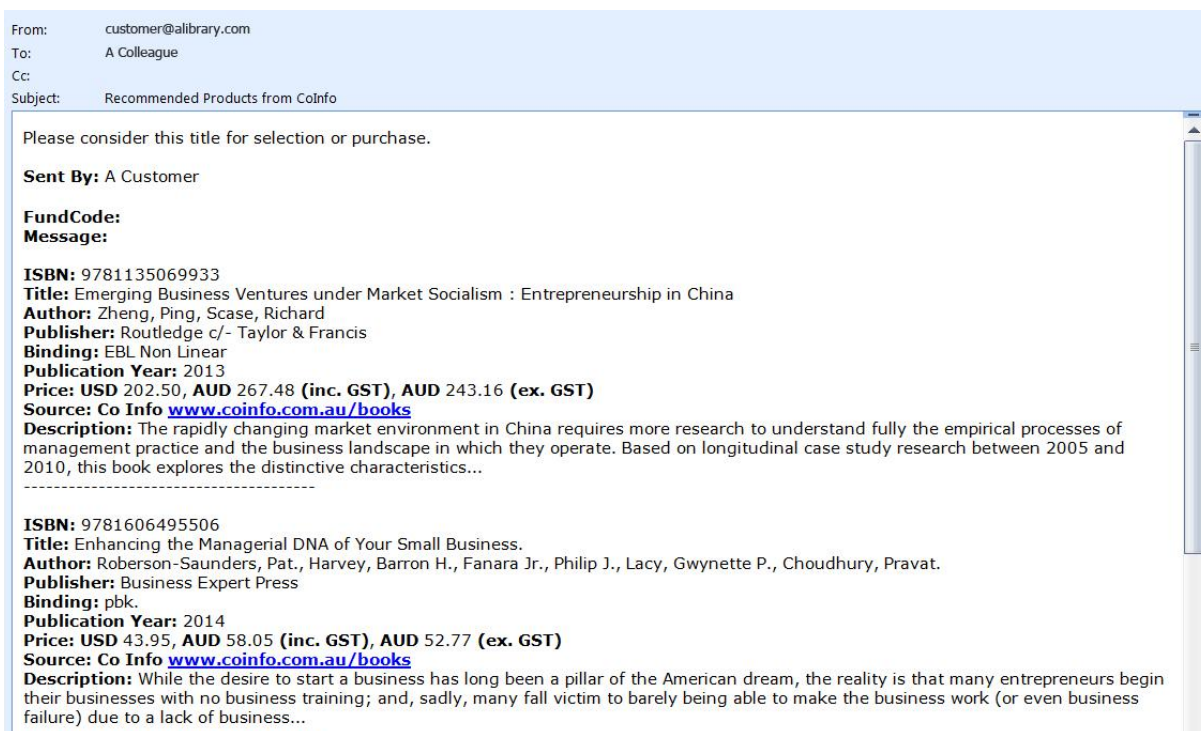 From: customer@alibrary.com
To: A Colleague
Cc:
Subject: Recommended Products from CoInfo
Please consider this title for selection or purchase.
Sent By: A Customer
FundCode:
Message:
ISBN: 9781135069933
Title: Emerging Business Ventures under Market Socialism : Entrepreneurship in China
Author: Zheng, Ping, Scase, Richard
Publisher: Routledge c/- Taylor & Francis
Binding: EBL Non Linear
Publication Year: 2013
Price: USD 202.50, AUD 267.48 (inc. GST), AUD 243.16 (ex. GST)
Source: Co Info www.coinfo.com.au/books
Description: The rapidly changing market environment in China requires more research to understand fully the empirical processes of
management practice and the business landscape in which they operate. Based on longitudinal case study research between 2005 and
2010, this book explores the distinctive characteristics...
---------------------------------------
ISBN: 9781606495506
Title: Enhancing the Managerial DNA of Your Small Business.
Author: Roberson-Saunders, Pat., Harvey, Barron H., Fanara Jr., Philip J., Lacy, Gwynette P., Choudhury, Pravat.
Publisher: Business Expert Press
Binding: pbk.
Publication Year: 2014
Price: USD 43.95, AUD 58.05 (inc. GST), AUD 52.77 (ex. GST)
Source: Co Info www.coinfo.com.au/books
Description: While the desire to start a business has long been a pillar of the American dream, the reality is that many entrepreneurs begin
their businesses with no business training; and, sadly, many fall victim to barely being able to make the business work (or even business
failure) due to a lack of business...